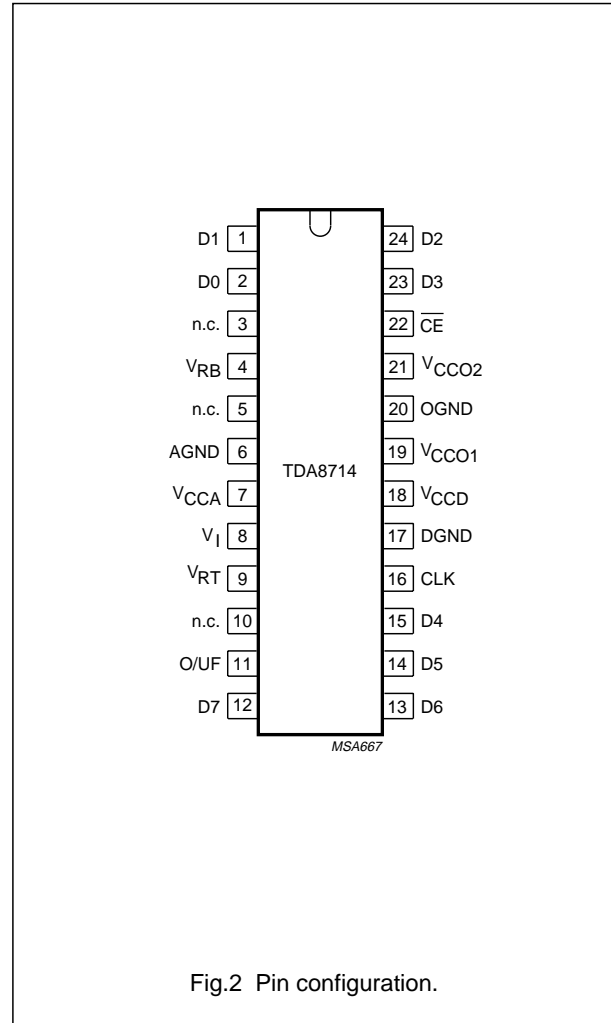 D1 1 24 D2
D0 2 23 D3
n.c. 3 22 C̅E̅
VRB 4 21 VCCO2
n.c. 5 20 OGND
AGND 6 19 VCCO1
TDA8714
VCCA 7 18 VCCD
VI 8 17 DGND
VRT 9 16 CLK
n.c. 10 15 D4
O/UF 11 14 D5
D7 12 13 D6
MSA667
Fig.2 Pin configuration.